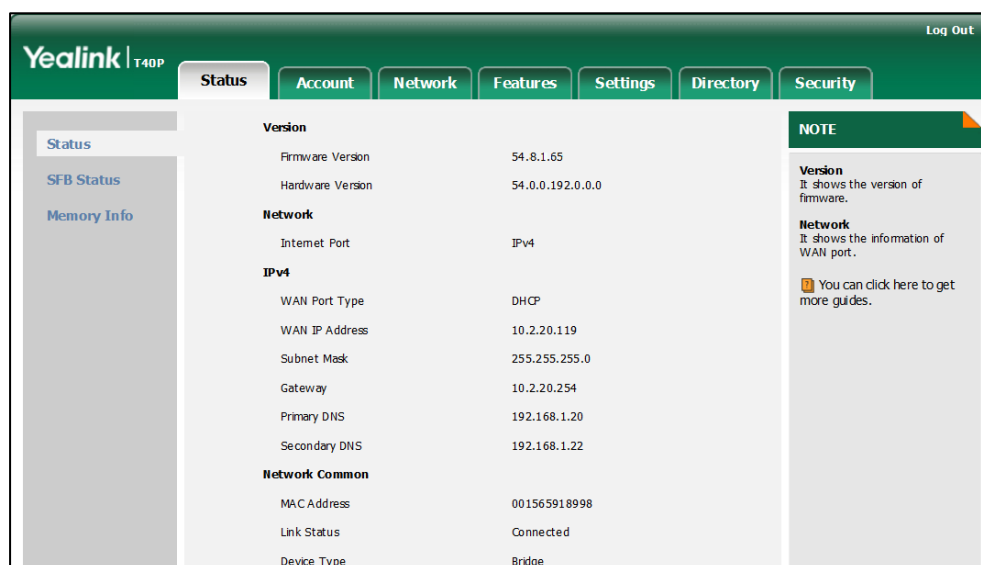 Log Out
Yealink | T40P
Status
Account
Network
Features
Settings
Directory
Security
Status
SFB Status
Memory Info
Version
Firmware Version 54.8.1.65
Hardware Version 54.0.0.192.0.0.0
Network
Internet Port IPv4
IPv4
WAN Port Type DHCP
WAN IP Address 10.2.20.119
Subnet Mask 255.255.255.0
Gateway 10.2.20.254
Primary DNS 192.168.1.20
Secondary DNS 192.168.1.22
Network Common
MAC Address 001565918998
Link Status Connected
Device Type Bridge
NOTE
Version
It shows the version of
firmware.
Network
It shows the information of
WAN port.
? You can click here to get
more guides.